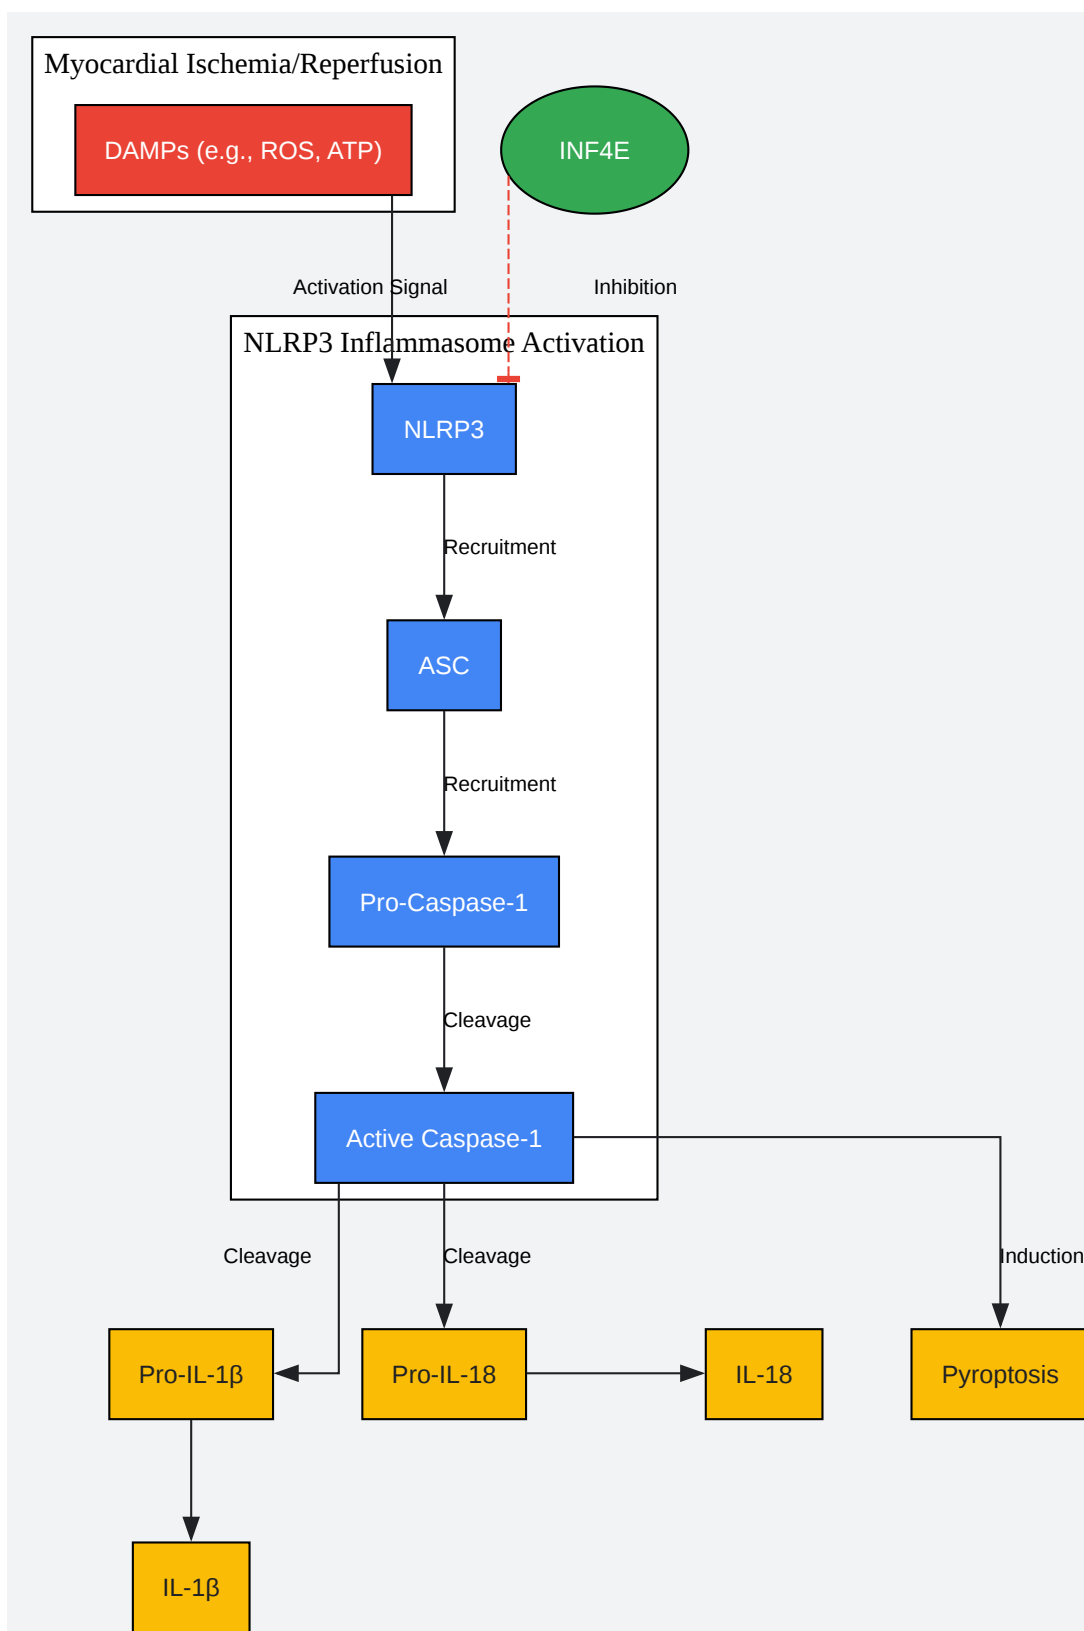 Myocardial Ischemia/Reperfusion
DAMPs (e.g., ROS, ATP)
INF4E
Activation Signal
Inhibition
NLRP3 Inflammasome Activation
NLRP3
Recruitment
ASC
Recruitment
Pro-Caspase-1
Cleavage
Active Caspase-1
Cleavage
Cleavage
Induction
Pro-IL-1β
Pro-IL-18
IL-18
Pyroptosis
IL-1β